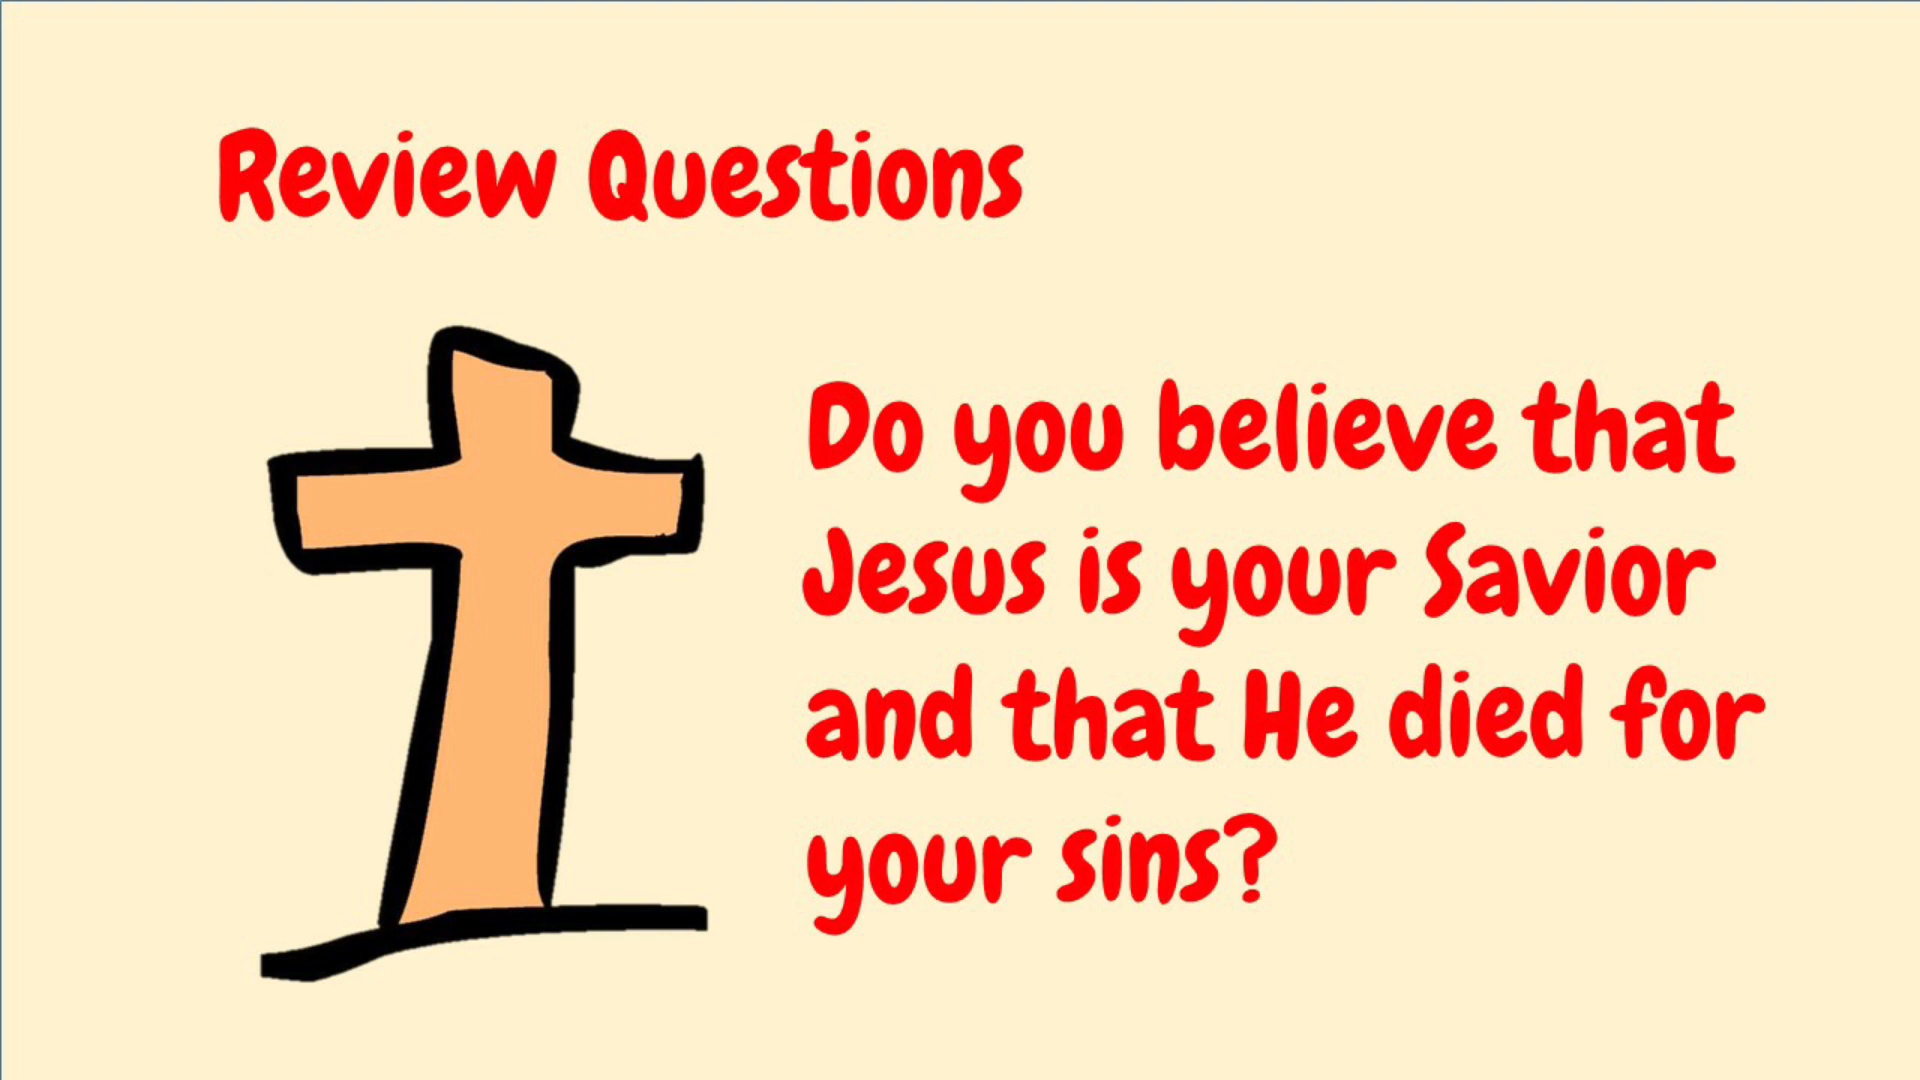 Review Questions
Do you believe that
Jesus is your Savior
and that He died for
your sins?